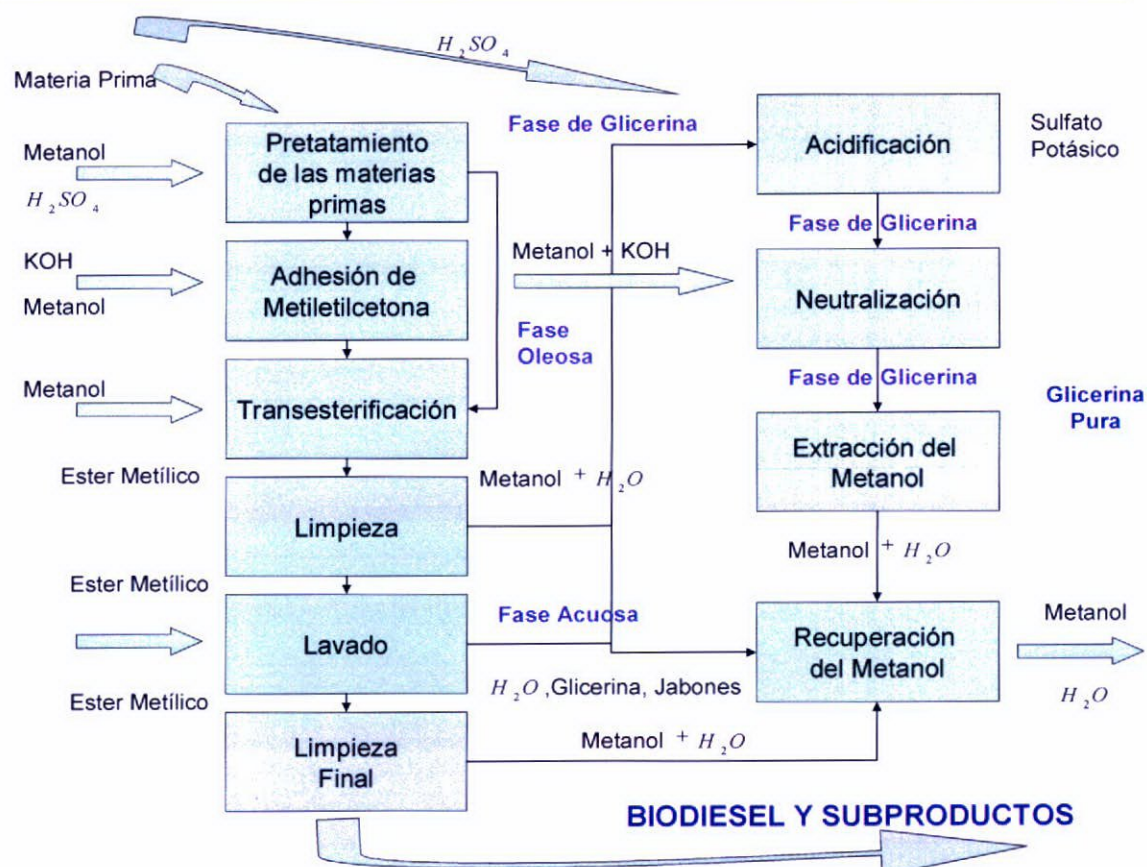 H₂SO₄
Materia Prima
Metanol
H₂SO₄
Pretatamiento
de las materias
primas
Fase de Glicerina
Acidificación
Sulfato
Potásico
Fase de Glicerina
KOH
Metanol
Adhesión de
Metiletilcetona
Metanol + KOH
Neutralización
Fase
Oleosa
Metanol
Transesterificación
Fase de Glicerina
Glicerina
Pura
Extracción del
Metanol
Ester Metílico
Metanol + H₂O
Limpieza
Metanol + H₂O
Ester Metílico
Lavado
Fase Acuosa
H₂O ,Glicerina, Jabones
Recuperación
del Metanol
Metanol
H₂O
Ester Metílico
Limpieza
Final
Metanol + H₂O
BIODIESEL Y SUBPRODUCTOS